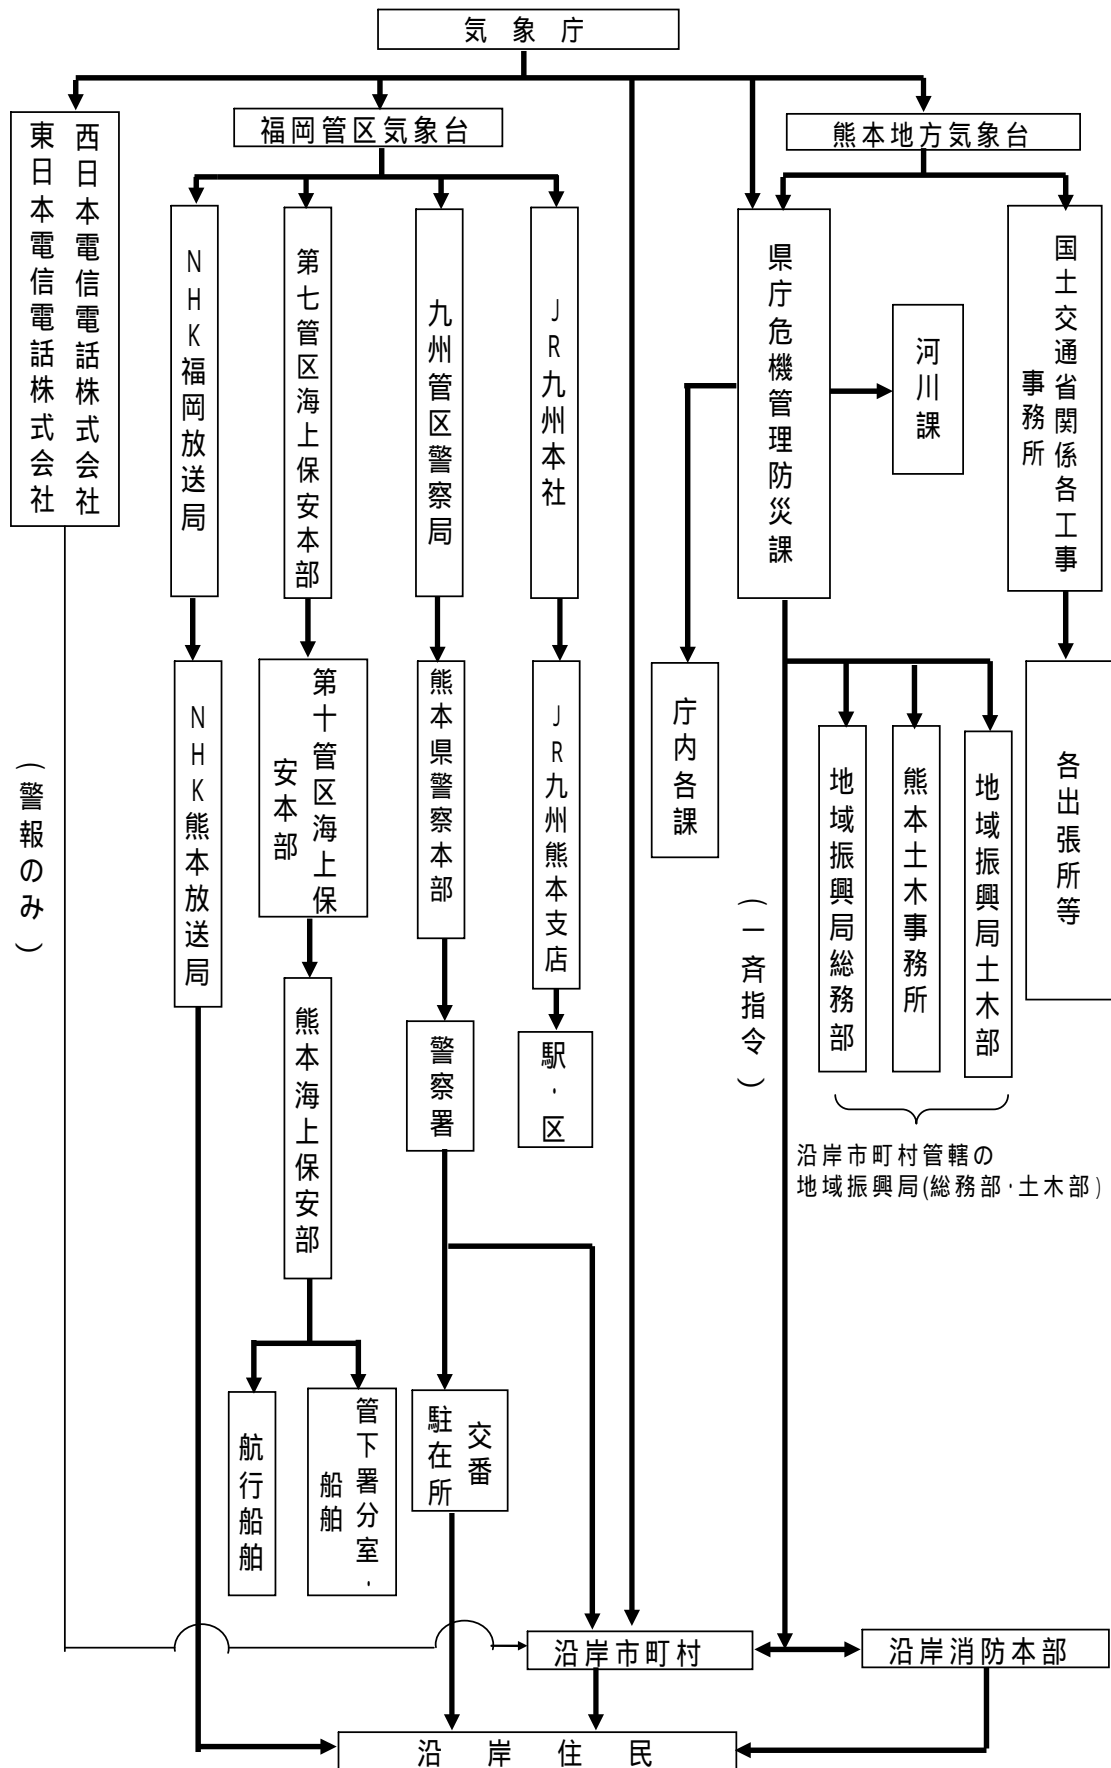 気象庁
福岡管区気象台
熊本地方気象台
西日本電信電話株式会社
東日本電信電話株式会社
NHK福岡放送局
第七管区海上保安本部
九州管区警察局
JR九州本社
県庁危機管理防災課
河川課
国土交通省関係各工事
事務所
NHK熊本放送局
第十管区海上保
安本部
熊本県警察本部
JR九州熊本支店
庁内各課
地域振興局総務部
熊本土木事務所
地域振興局土木部
各出張所等
(警報のみ)
(一斉指令)
熊本海上保安部
警察署
駅・区
沿岸市町村管轄の
地域振興局(総務部・土木部)
航行船舶
管下署分室・
船舶
交番
駐在所
沿岸市町村
沿岸消防本部
沿岸住民